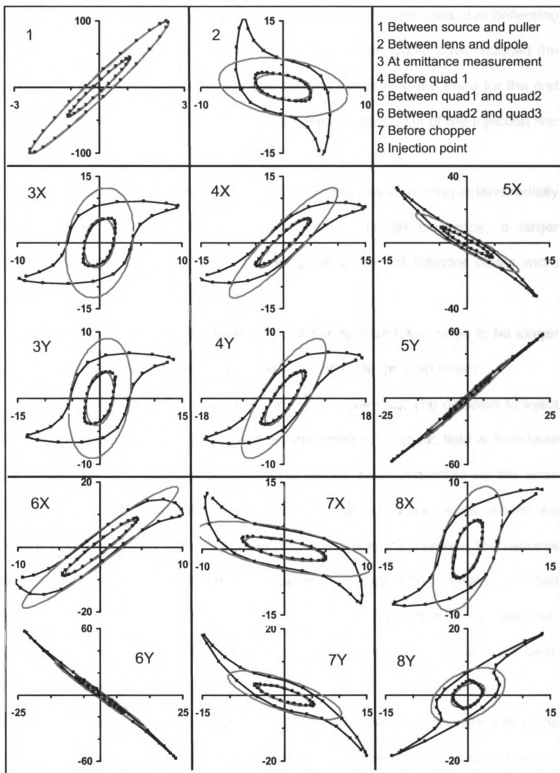 100
1
-3
3
-100
15
2
-10
10
-15
1 Between source and puller
2 Between lens and dipole
3 At emittance measurement
4 Before quad 1
5 Between quad1 and quad2
6 Between quad2 and quad3
7 Before chopper
8 Injection point
15
3X
-10
10
-15
15
4X
-10
10
-15
40
5X
-15
15
-40
10
3Y
-15
15
-10
10
4Y
-18
18
-10
60
5Y
-25
25
-60
20
6X
-10
10
-20
15
7X
-10
10
-15
10
8X
-15
15
-10
60
6Y
-25
25
-60
20
7Y
-15
15
-20
20
8Y
-15
15
-20